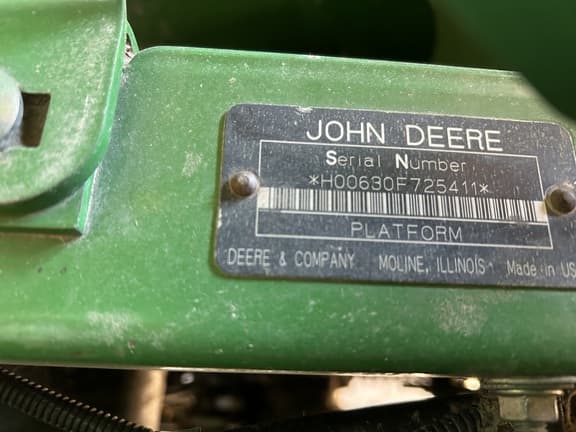 JOHN DEERE
Serial Number
*H00630F725411*
PLATFORM
DEERE & COMPANY MOLINE, ILLINOIS Made in US